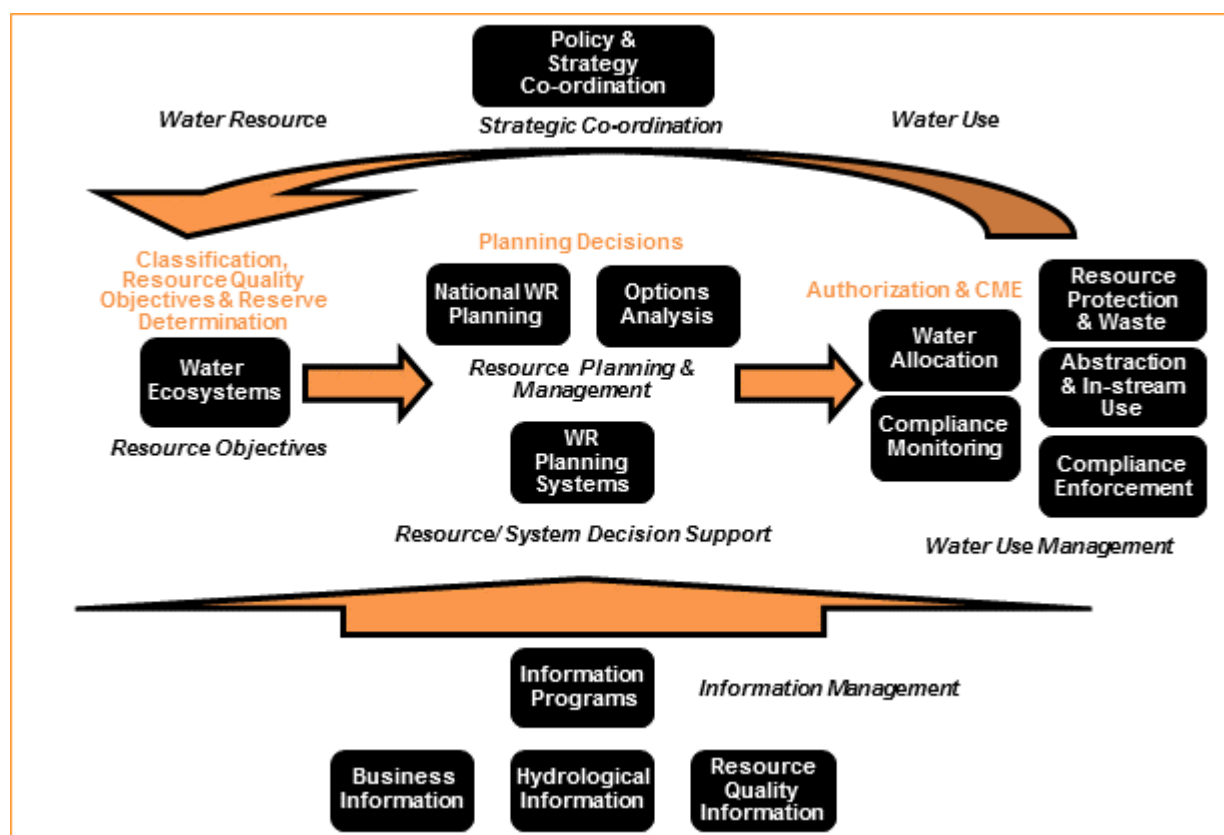 Policy &
Strategy
Co-ordination
Water Resource
Strategic Co-ordination
Water Use
Classification,
Resource Quality
Objectives & Reserve
Determination
Water
Ecosystems
Resource Objectives
Planning Decisions
National WR
Planning
Options
Analysis
Resource Planning &
Management
WR
Planning
Systems
Resource/ System Decision Support
Authorization & CME
Water
Allocation
Compliance
Monitoring
Resource
Protection
& Waste
Abstraction
& In-stream
Use
Compliance
Enforcement
Water Use Management
Information
Programs
Information Management
Business
Information
Hydrological
Information
Resource
Quality
Information